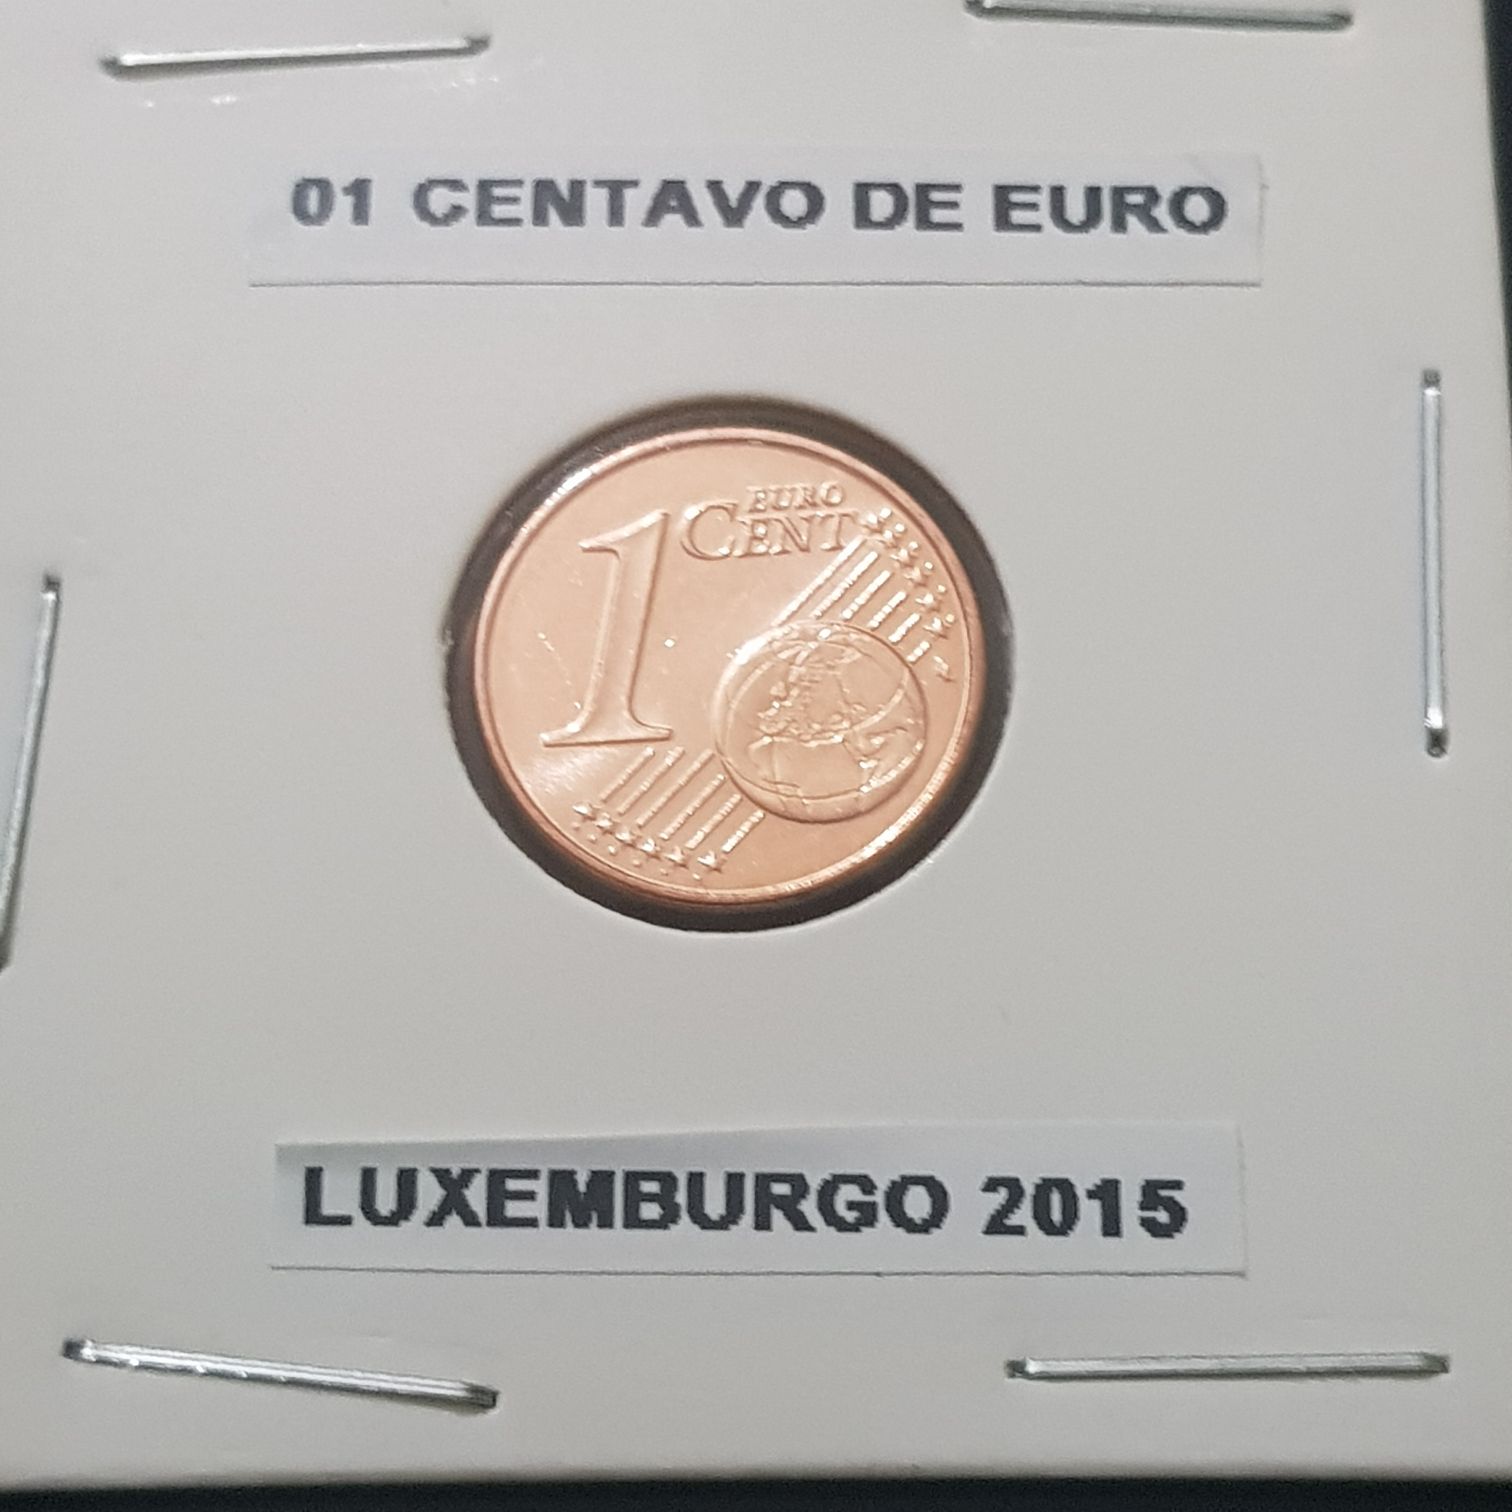 01 CENTAVO DE EURO
1 EURO
CENT
LUXEMBURGO 2015